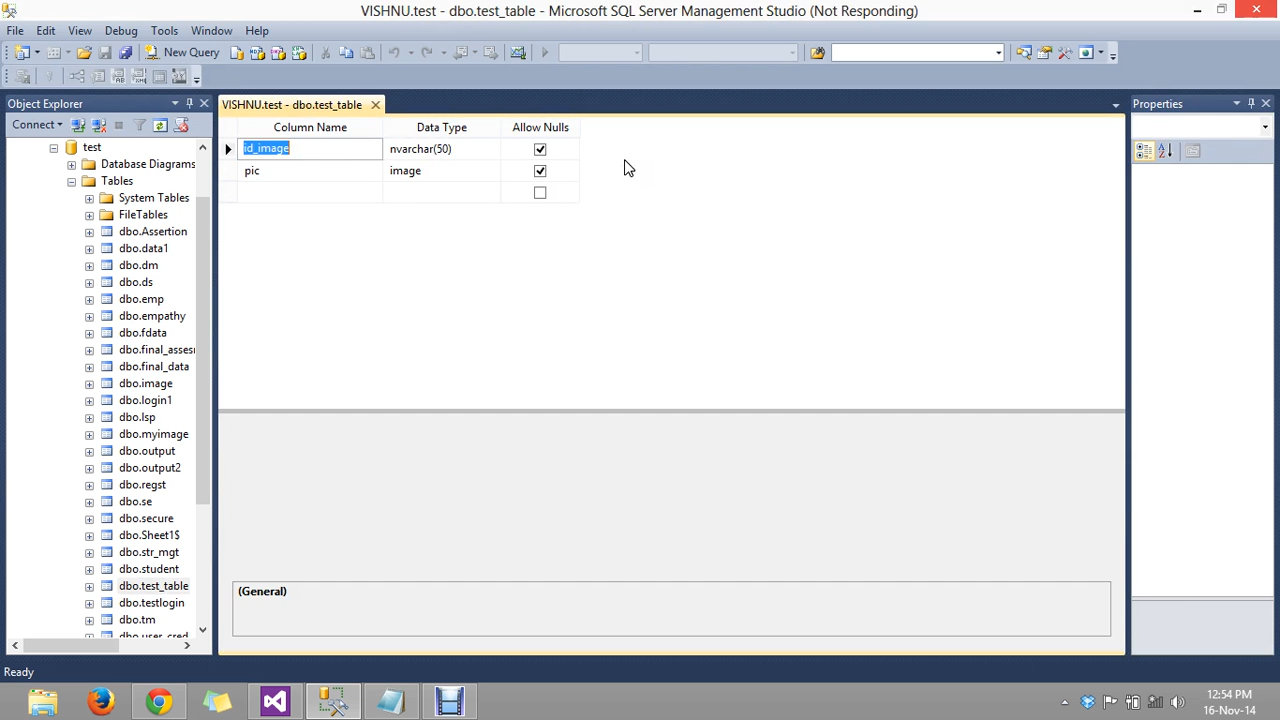 VISHNU.test - dbo.test_table - Microsoft SQL Server Management Studio (Not Responding)
File Edit View Debug Tools Window Help
New Query
Object Explorer
VISHNU.test - dbo.test_table
Properties
Connect
Column Name Data Type Allow Nulls
id_image nvarchar(50)
pic image
test
Database Diagrams
Tables
System Tables
FileTables
dbo.Assertion
dbo.data1
dbo.dm
dbo.ds
dbo.emp
dbo.empathy
dbo.fdata
dbo.final_asses
dbo.final_data
dbo.image
dbo.login1
dbo.lsp
dbo.myimage
dbo.output
dbo.output2
dbo.regst
dbo.se
dbo.secure
dbo.Sheet1$
dbo.str_mgt
dbo.student
dbo.test_table
dbo.testlogin
dbo.tm
dbo.user_cred
(General)
Ready
12:54 PM
16-Nov-14